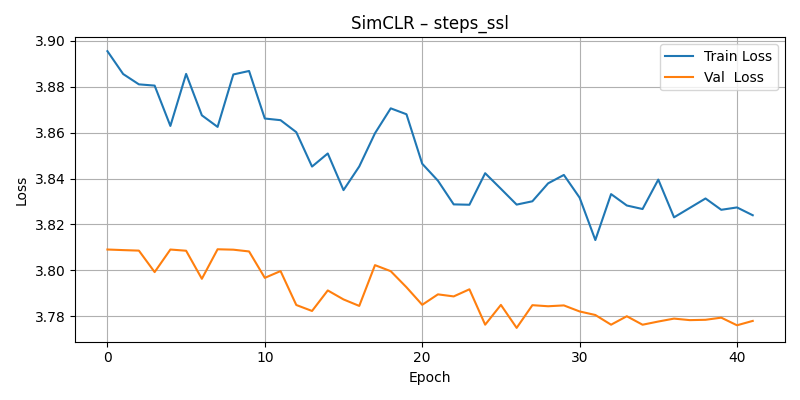 SimCLR – steps_ssl
Train Loss
Val  Loss
3.90
3.88
3.86
3.84
3.82
3.80
3.78
Loss
0
10
20
30
40
Epoch